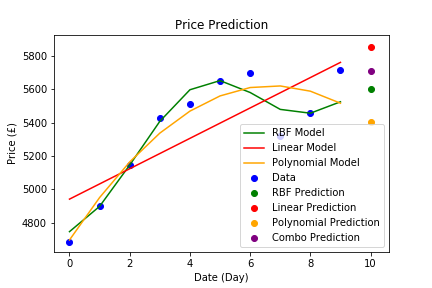 Price Prediction
Price (£)
5800
5600
5400
5200
5000
4800
RBF Model
Linear Model
Polynomial Model
Data
RBF Prediction
Linear Prediction
Polynomial Prediction
Combo Prediction
0 2 4 6 8 10
Date (Day)